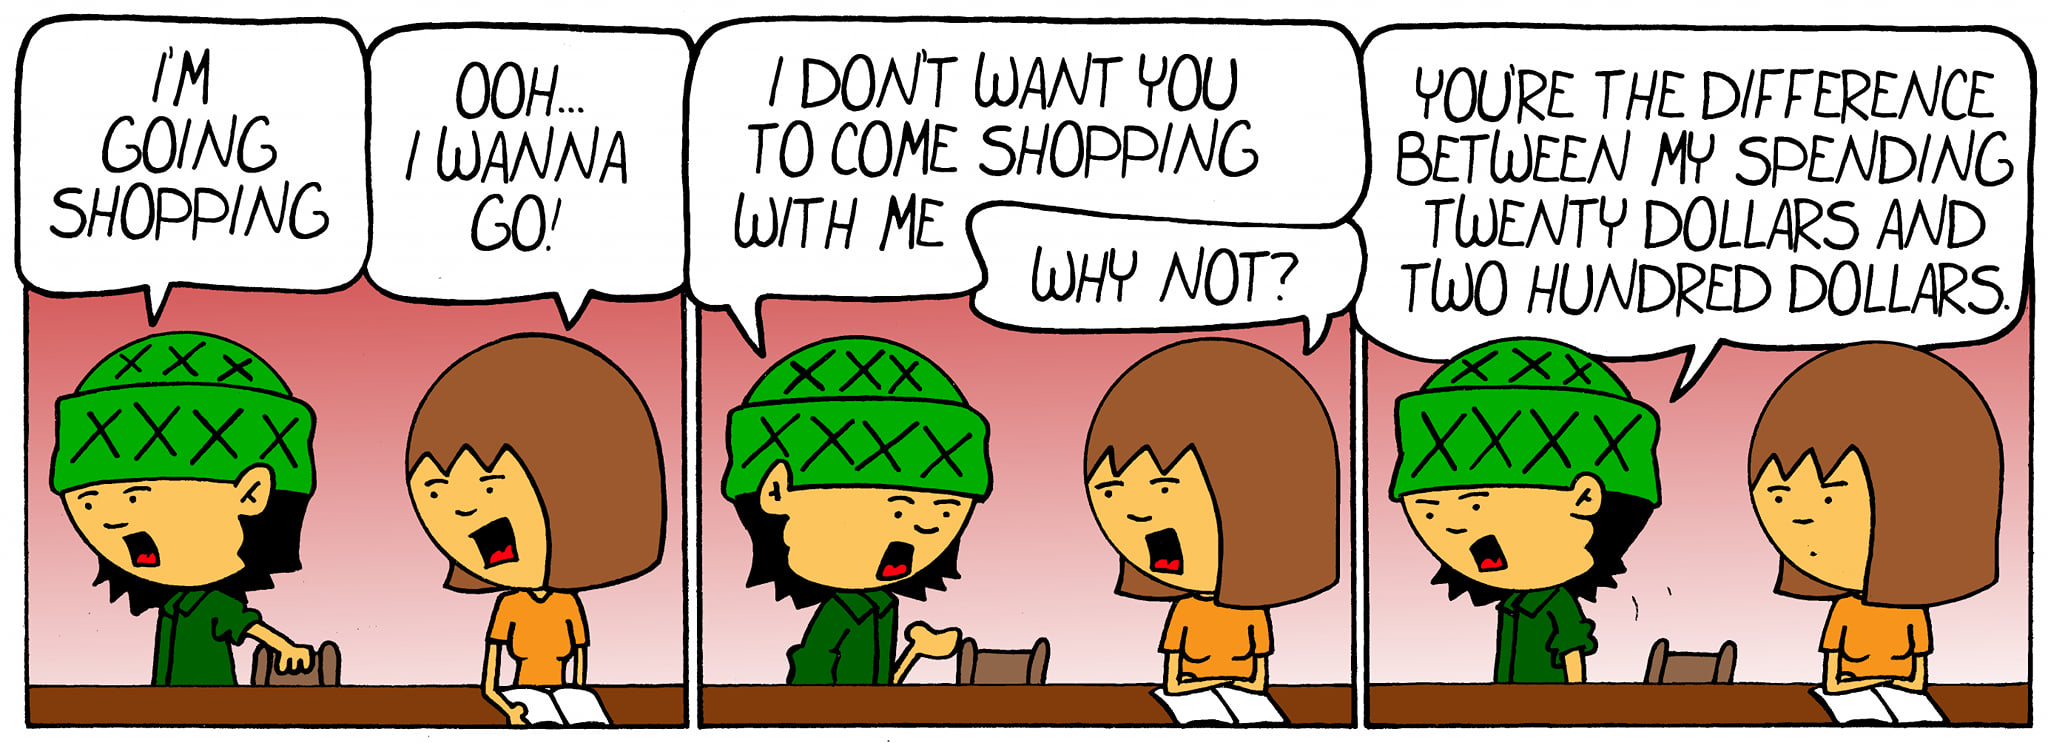 I'M
GOING
SHOPPING
OOH...
I WANNA
GO!
I DON'T WANT YOU
TO COME SHOPPING
WITH ME
WHY NOT?
YOU'RE THE DIFFERENCE
BETWEEN MY SPENDING
TWENTY DOLLARS AND
TWO HUNDRED DOLLARS.